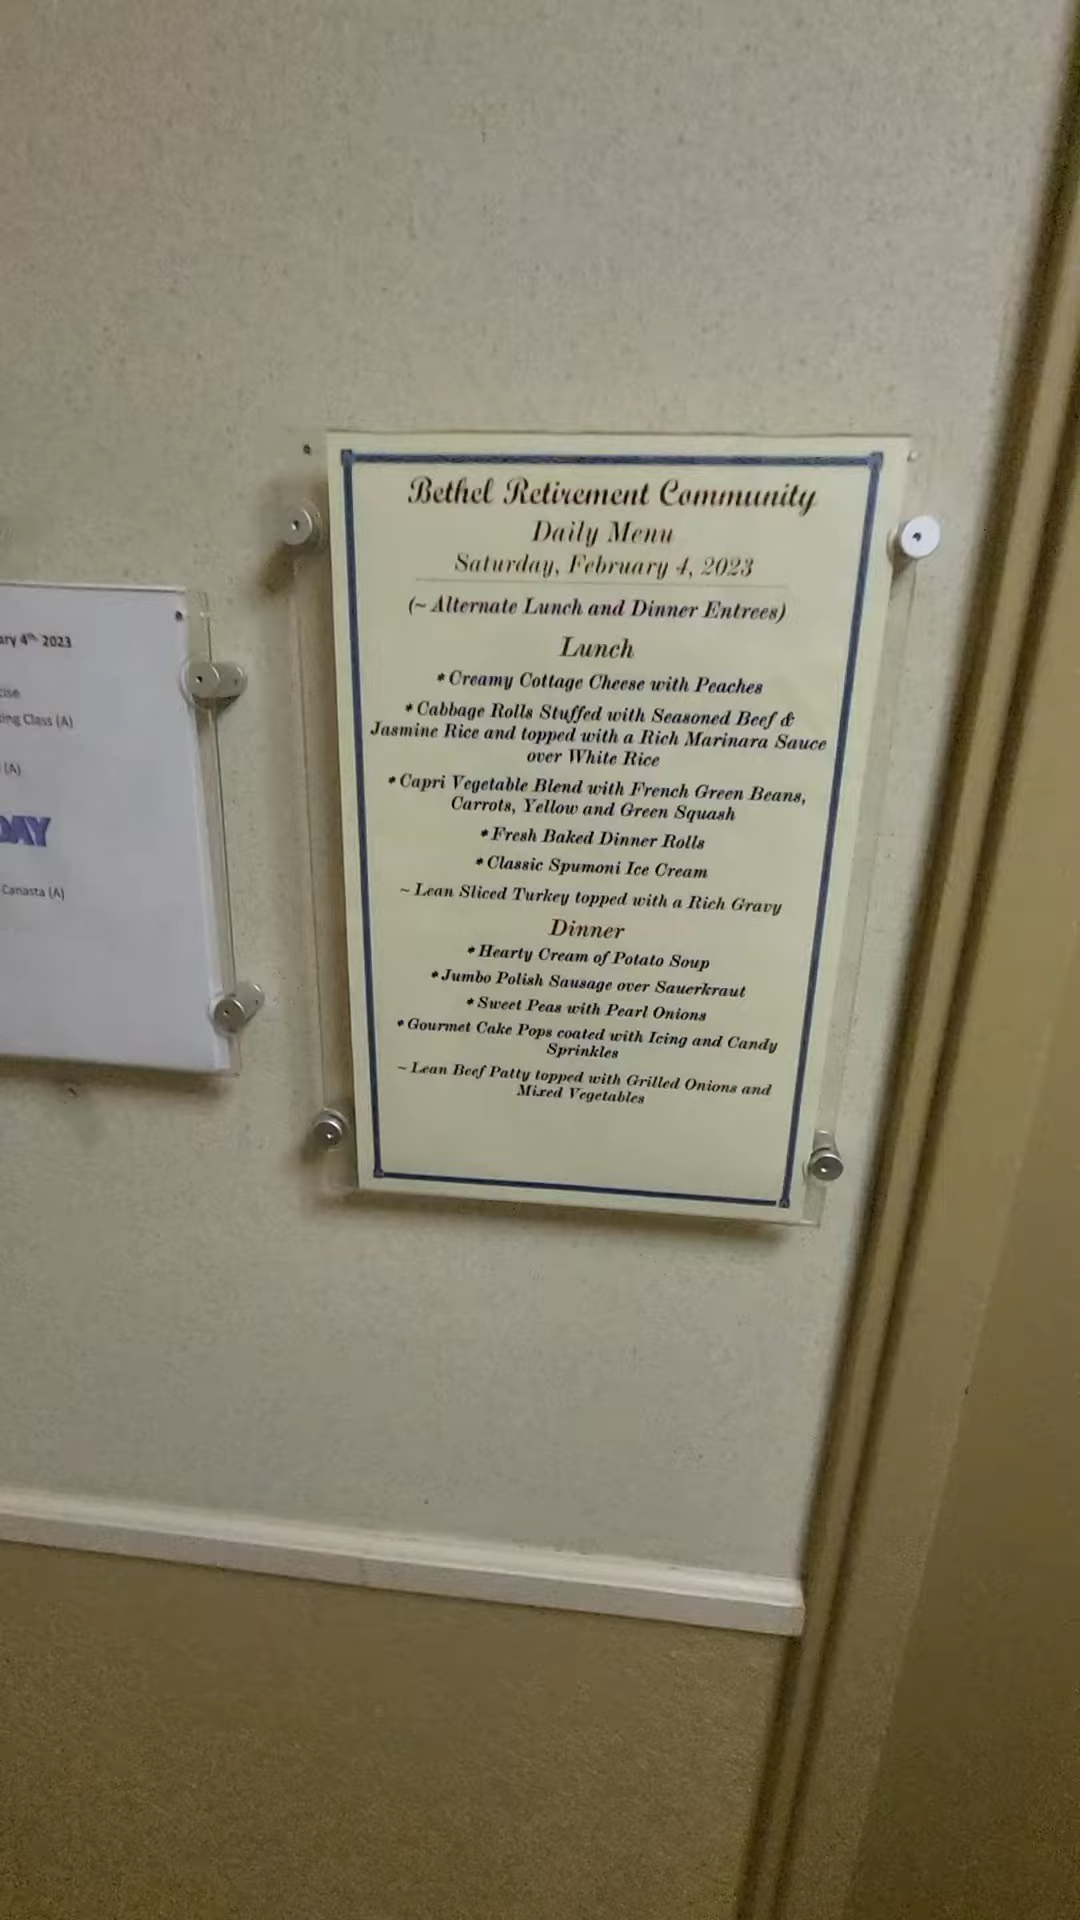 ary 4th 2023
cise
ing Class (A)
(A)
DAY
Canasta (A)
Bethel Retirement Community
Daily Menu
Saturday, February 4, 2023
(~ Alternate Lunch and Dinner Entrees)
Lunch
* Creamy Cottage Cheese with Peaches
* Cabbage Rolls Stuffed with Seasoned Beef &
Jasmine Rice and topped with a Rich Marinara Sauce
over White Rice
* Capri Vegetable Blend with French Green Beans,
Carrots, Yellow and Green Squash
* Fresh Baked Dinner Rolls
* Classic Spumoni Ice Cream
~ Lean Sliced Turkey topped with a Rich Gravy
Dinner
* Hearty Cream of Potato Soup
* Jumbo Polish Sausage over Sauerkraut
* Sweet Peas with Pearl Onions
* Gourmet Cake Pops coated with Icing and Candy
Sprinkles
~ Lean Beef Patty topped with Grilled Onions and
Mixed Vegetables